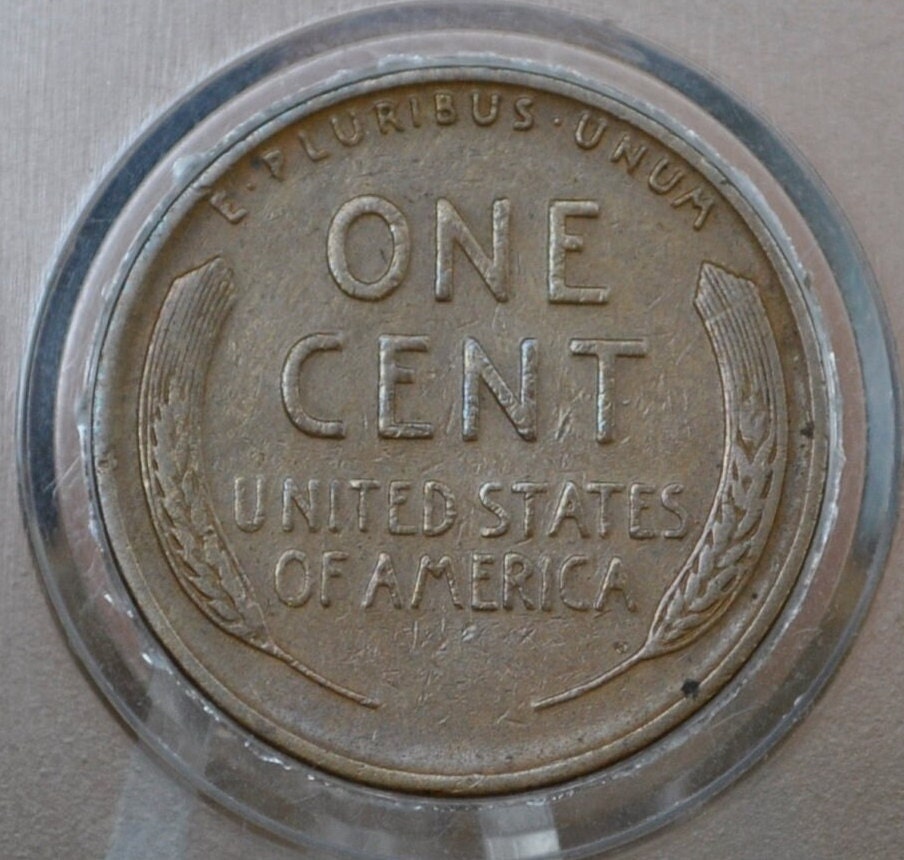 E · PLURIBUS · UNUM
ONE
CENT
UNITED STATES
OF AMERICA